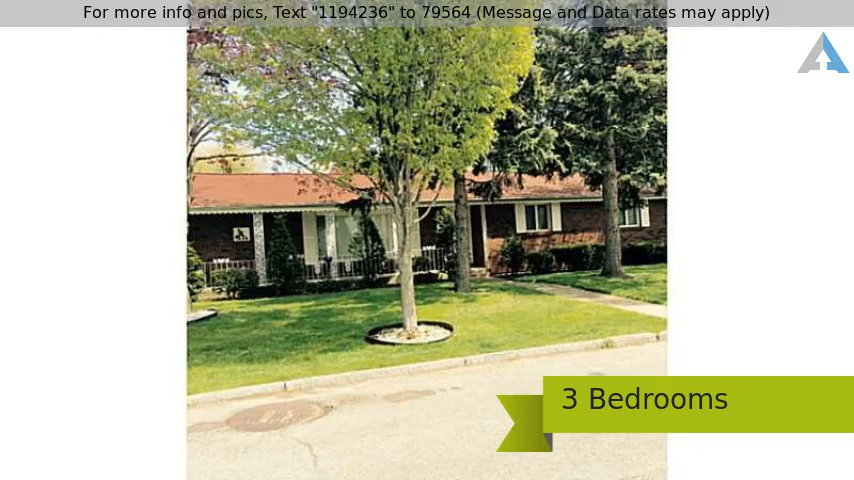 For more info and pics, Text "1194236" to 79564 (Message and Data rates may apply)
3 Bedrooms